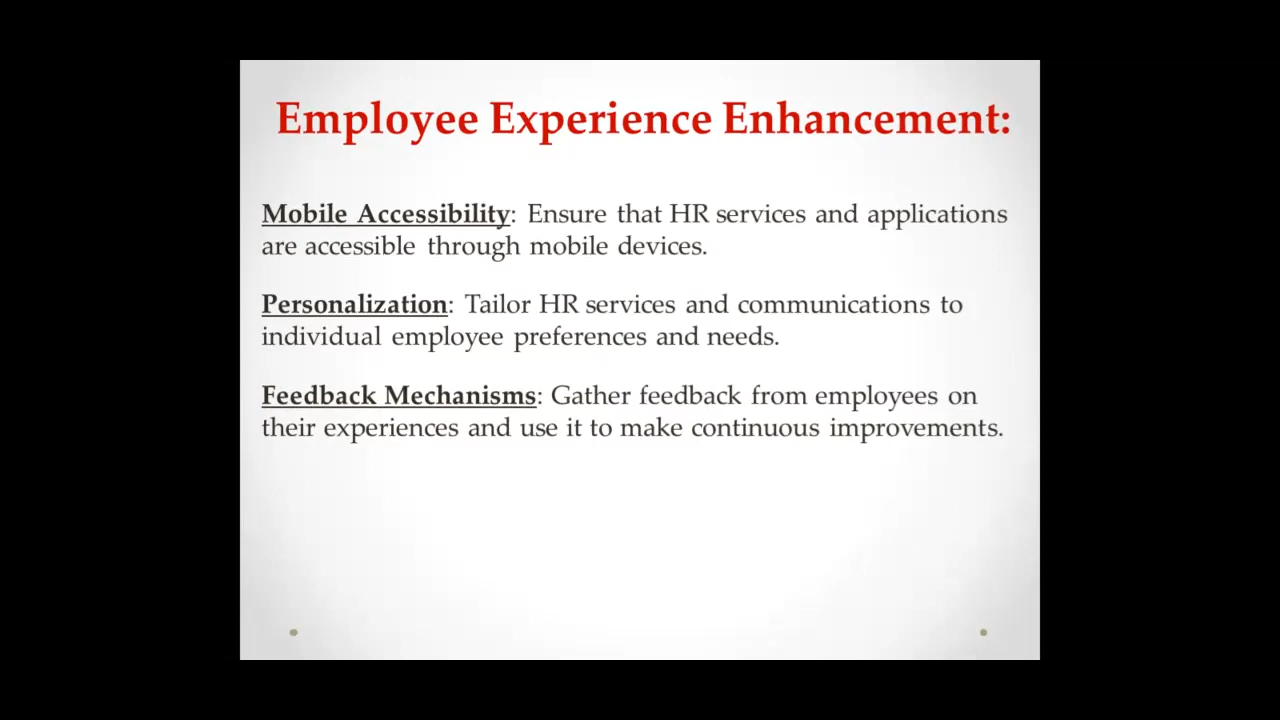 Employee Experience Enhancement:
Mobile Accessibility: Ensure that HR services and applications
are accessible through mobile devices.
Personalization: Tailor HR services and communications to
individual employee preferences and needs.
Feedback Mechanisms: Gather feedback from employees on
their experiences and use it to make continuous improvements.